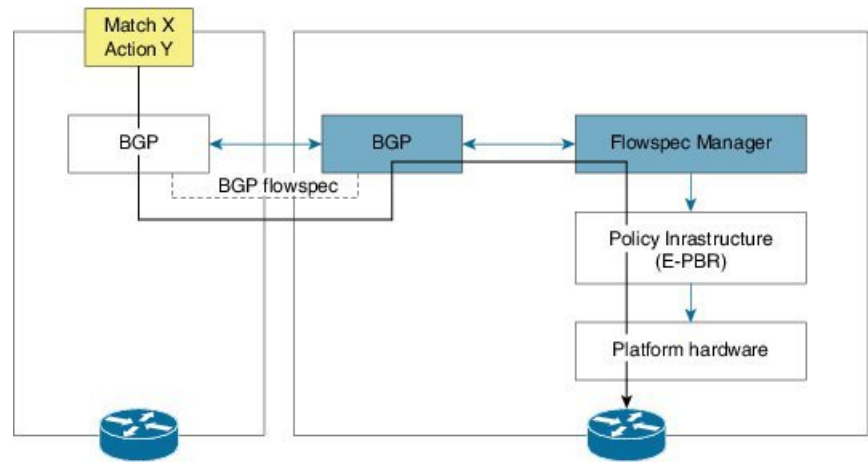 Match X
Action Y
BGP
BGP
Flowspec Manager
BGP flowspec
Policy Inrastructure
(E-PBR)
Platform hardware